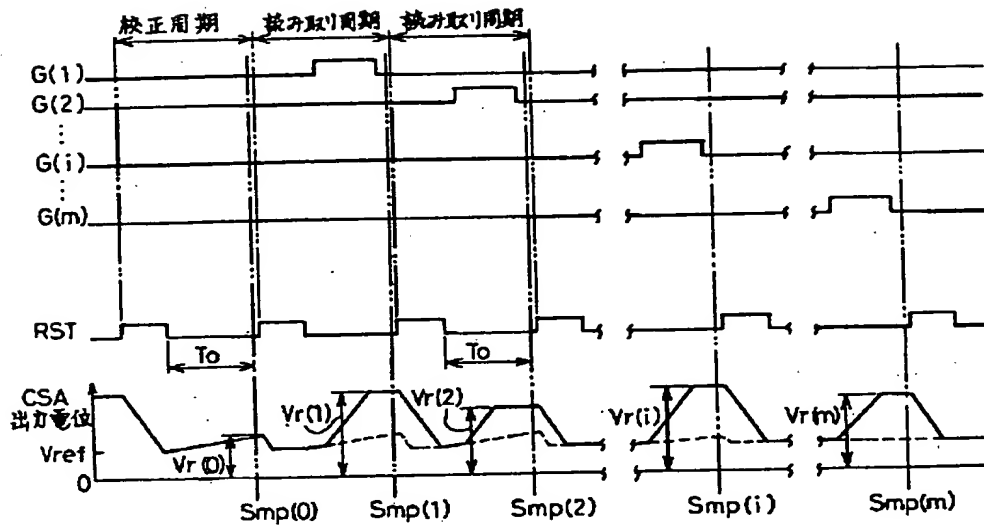 校正周期 読み取り周期 読み取り周期
G(1)
G(2)
⋮
G(i)
⋮
G(m)
RST
To To
CSA
出力電位
Vref
0
Vr(0) Vr(1) Vr(2) Vr(i) Vr(m)
Smp(0) Smp(1) Smp(2) Smp(i) Smp(m)